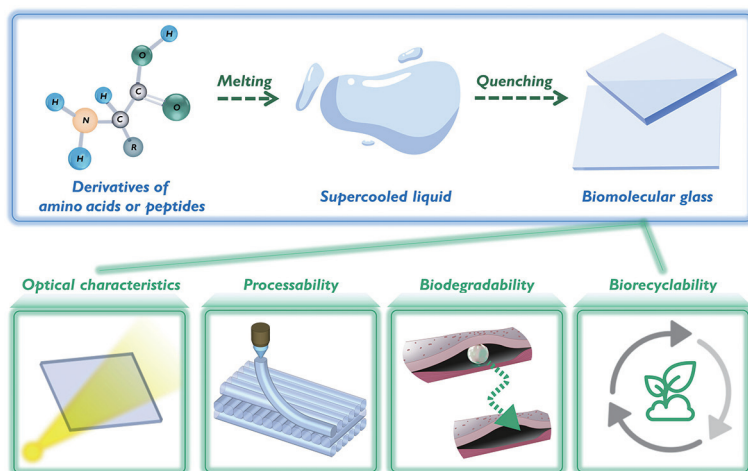 H
O
H
H
C
O
N
C
H
R
Melting
Quenching
Derivatives of
amino acids or peptides
Supercooled liquid
Biomolecular glass
Optical characteristics
Processability
Biodegradability
Biorecyclability